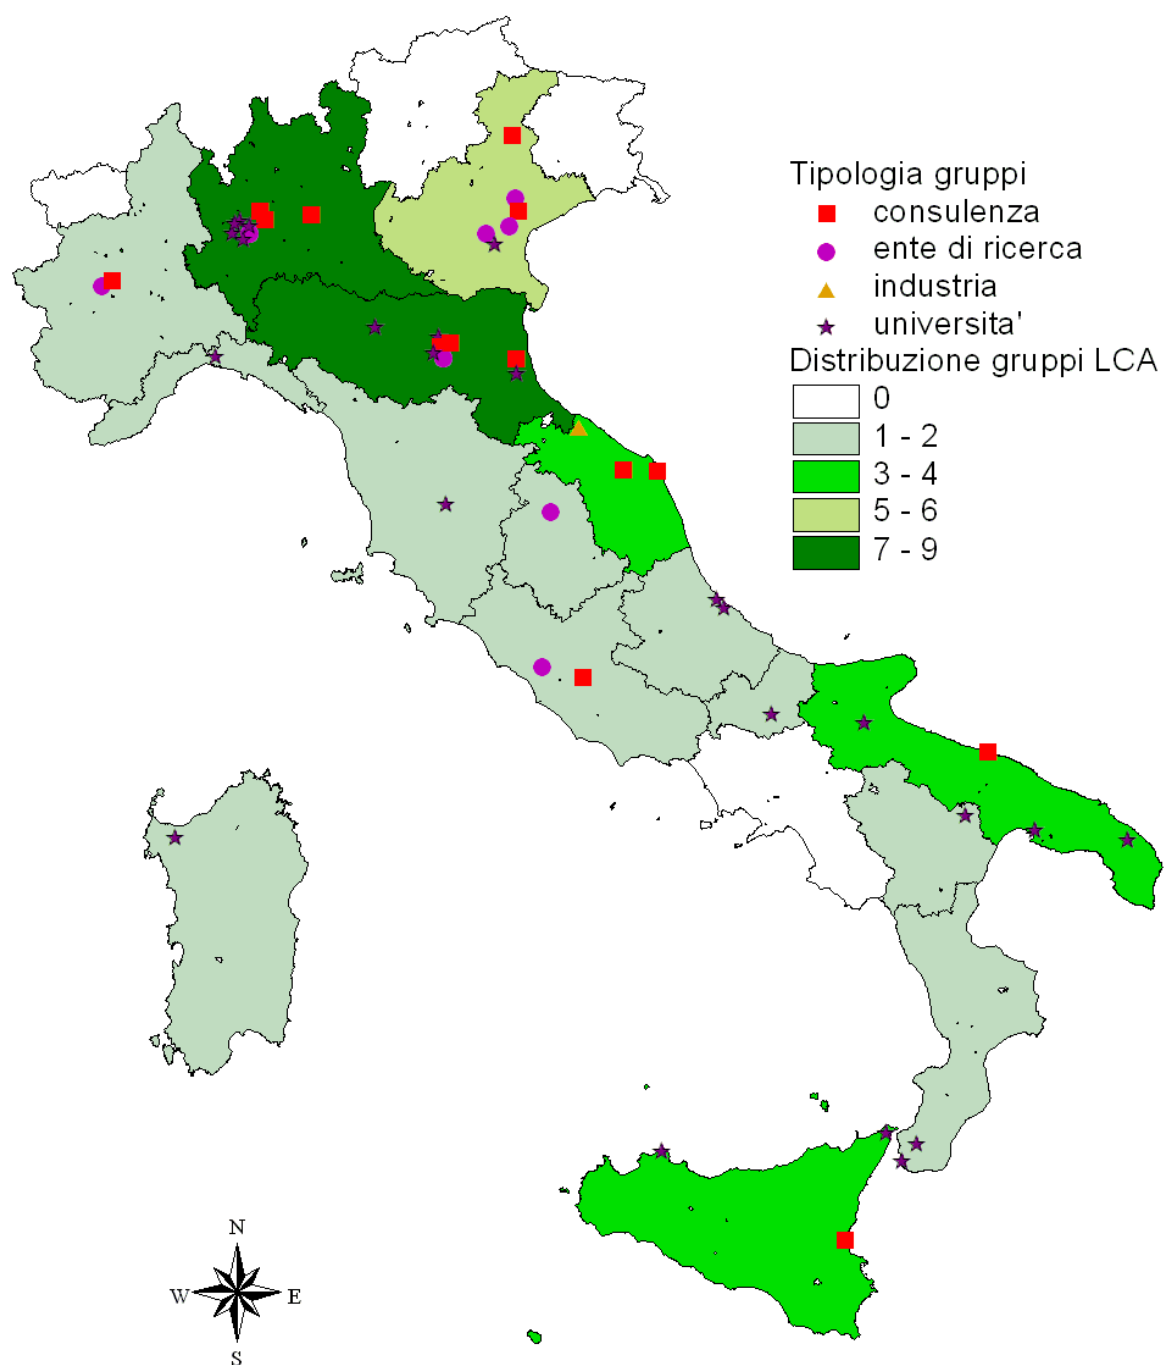 Tipologia gruppi
consulenza
ente di ricerca
industria
universita'
Distribuzione gruppi LCA
0
1 - 2
3 - 4
5 - 6
7 - 9
N
W
E
S